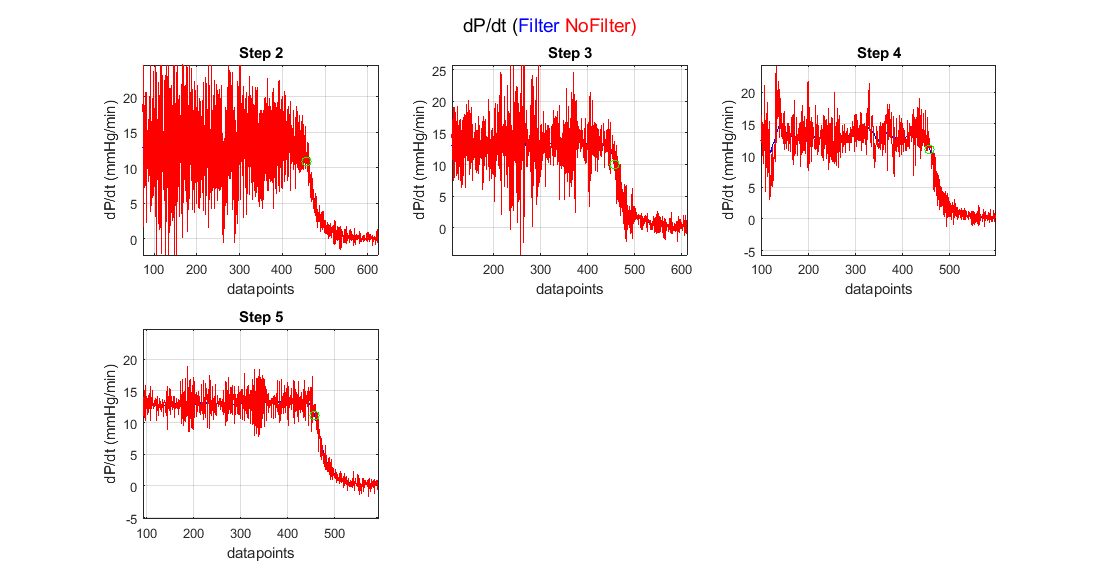 dP/dt (Filter NoFilter)
Step 2
Step 3
Step 4
dP/dt (mmHg/min)
20
15
10
5
0
100 200 300 400 500 600
datapoints
dP/dt (mmHg/min)
25
20
15
10
5
0
200 300 400 500 600
datapoints
dP/dt (mmHg/min)
20
15
10
5
0
-5
100 200 300 400 500
datapoints
Step 5
dP/dt (mmHg/min)
20
15
10
5
0
-5
100 200 300 400 500
datapoints